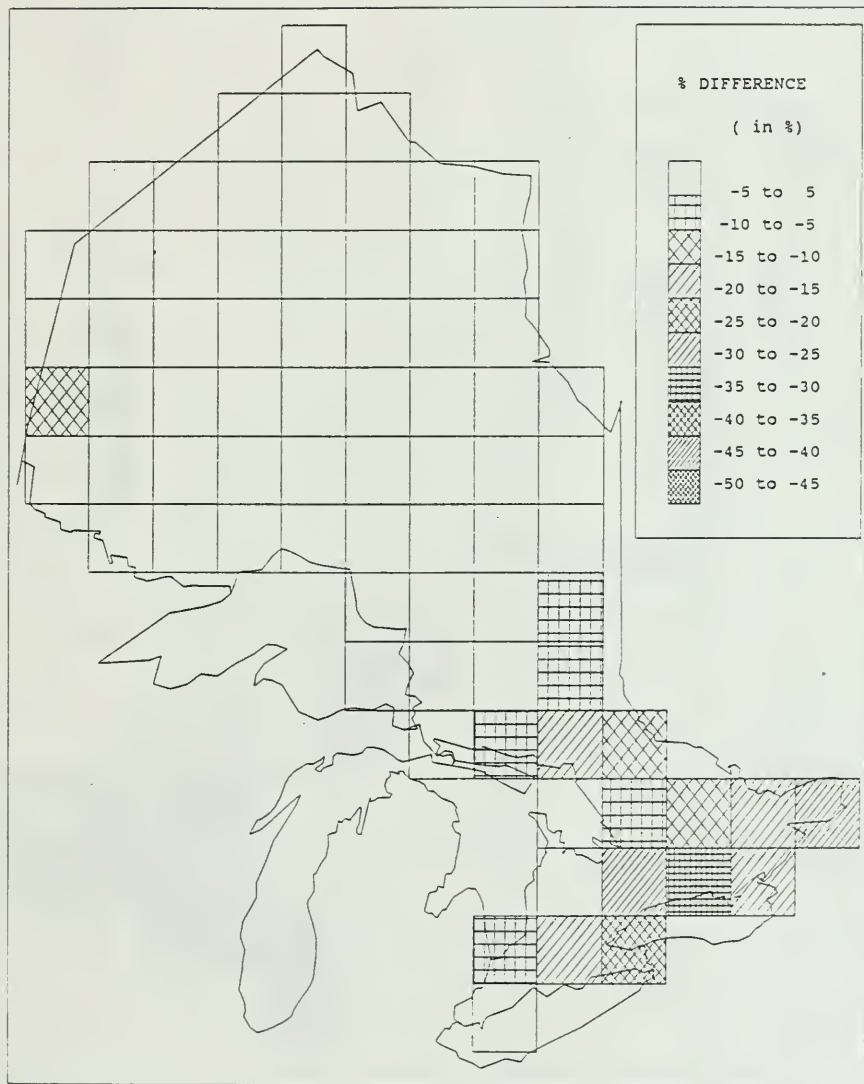 % DIFFERENCE
( in %)
-5 to 5
-10 to -5
-15 to -10
-20 to -15
-25 to -20
-30 to -25
-35 to -30
-40 to -35
-45 to -40
-50 to -45